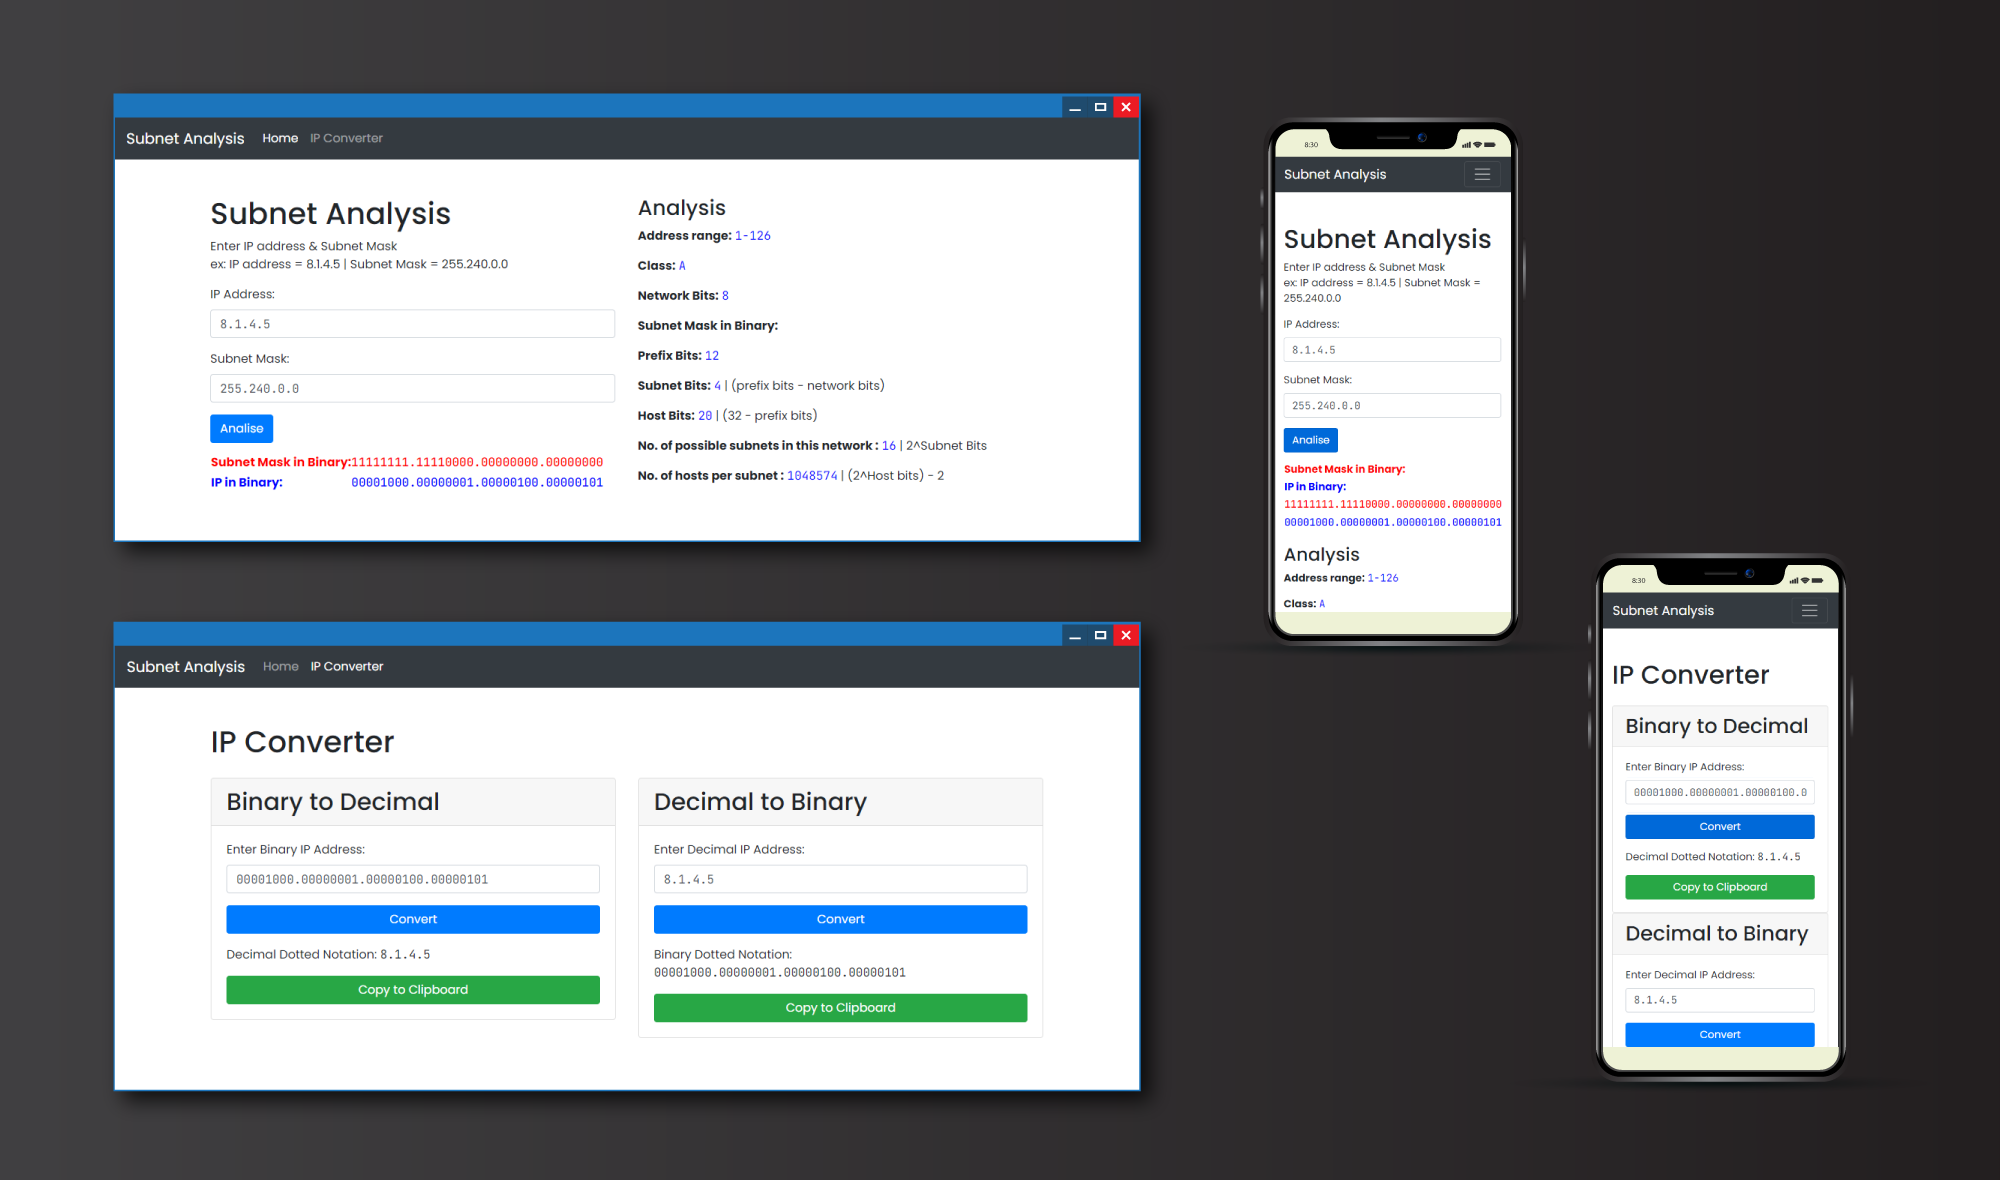 Subnet Analysis Home IP Converter
Subnet Analysis
Enter IP address & Subnet Mask
ex: IP address = 8.1.4.5 | Subnet Mask = 255.240.0.0
IP Address:
8.1.4.5
Subnet Mask:
255.240.0.0
Analise
Subnet Mask in Binary:11111111.11110000.00000000.00000000
IP in Binary: 00001000.00000001.00000100.00000101
Analysis
Address range: 1-126
Class: A
Network Bits: 8
Subnet Mask in Binary:
Prefix Bits: 12
Subnet Bits: 4 | (prefix bits - network bits)
Host Bits: 20 | (32 - prefix bits)
No. of possible subnets in this network : 16 | 2^Subnet Bits
No. of hosts per subnet : 1048574 | (2^Host bits) - 2
Subnet Analysis Home IP Converter
IP Converter
Binary to Decimal
Enter Binary IP Address:
00001000.00000001.00000100.00000101
Convert
Decimal Dotted Notation: 8.1.4.5
Copy to Clipboard
Decimal to Binary
Enter Decimal IP Address:
8.1.4.5
Convert
Binary Dotted Notation:
00001000.00000001.00000100.00000101
Copy to Clipboard
8:30
Subnet Analysis
Subnet Analysis
Enter IP address & Subnet Mask
ex: IP address = 8.1.4.5 | Subnet Mask =
255.240.0.0
IP Address:
8.1.4.5
Subnet Mask:
255.240.0.0
Analise
Subnet Mask in Binary:
IP in Binary:
11111111.11110000.00000000.00000000
00001000.00000001.00000100.00000101
Analysis
Address range: 1-126
Class: A
8:30
Subnet Analysis
IP Converter
Binary to Decimal
Enter Binary IP Address:
00001000.00000001.00000100.0
Convert
Decimal Dotted Notation: 8.1.4.5
Copy to Clipboard
Decimal to Binary
Enter Decimal IP Address:
8.1.4.5
Convert